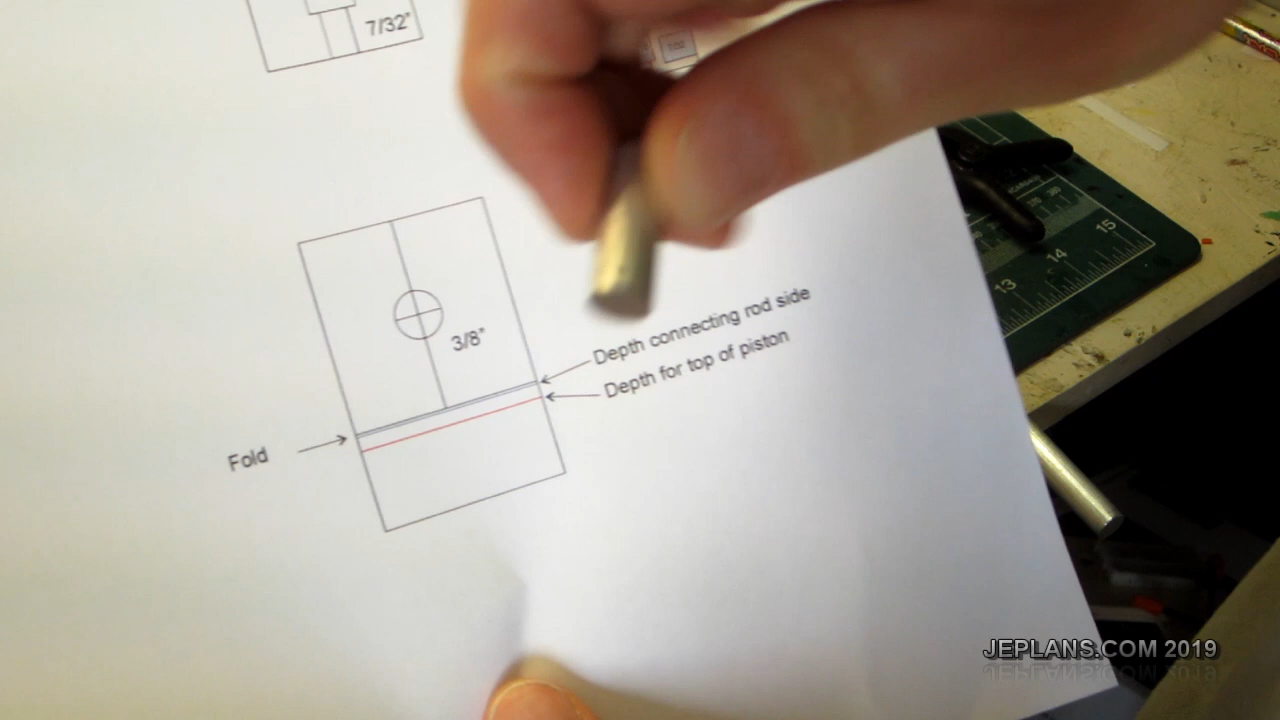 7/32"
3/8"
Depth connecting rod side
Depth for top of piston
Fold
15
14
13
JEPLANS.COM 2019